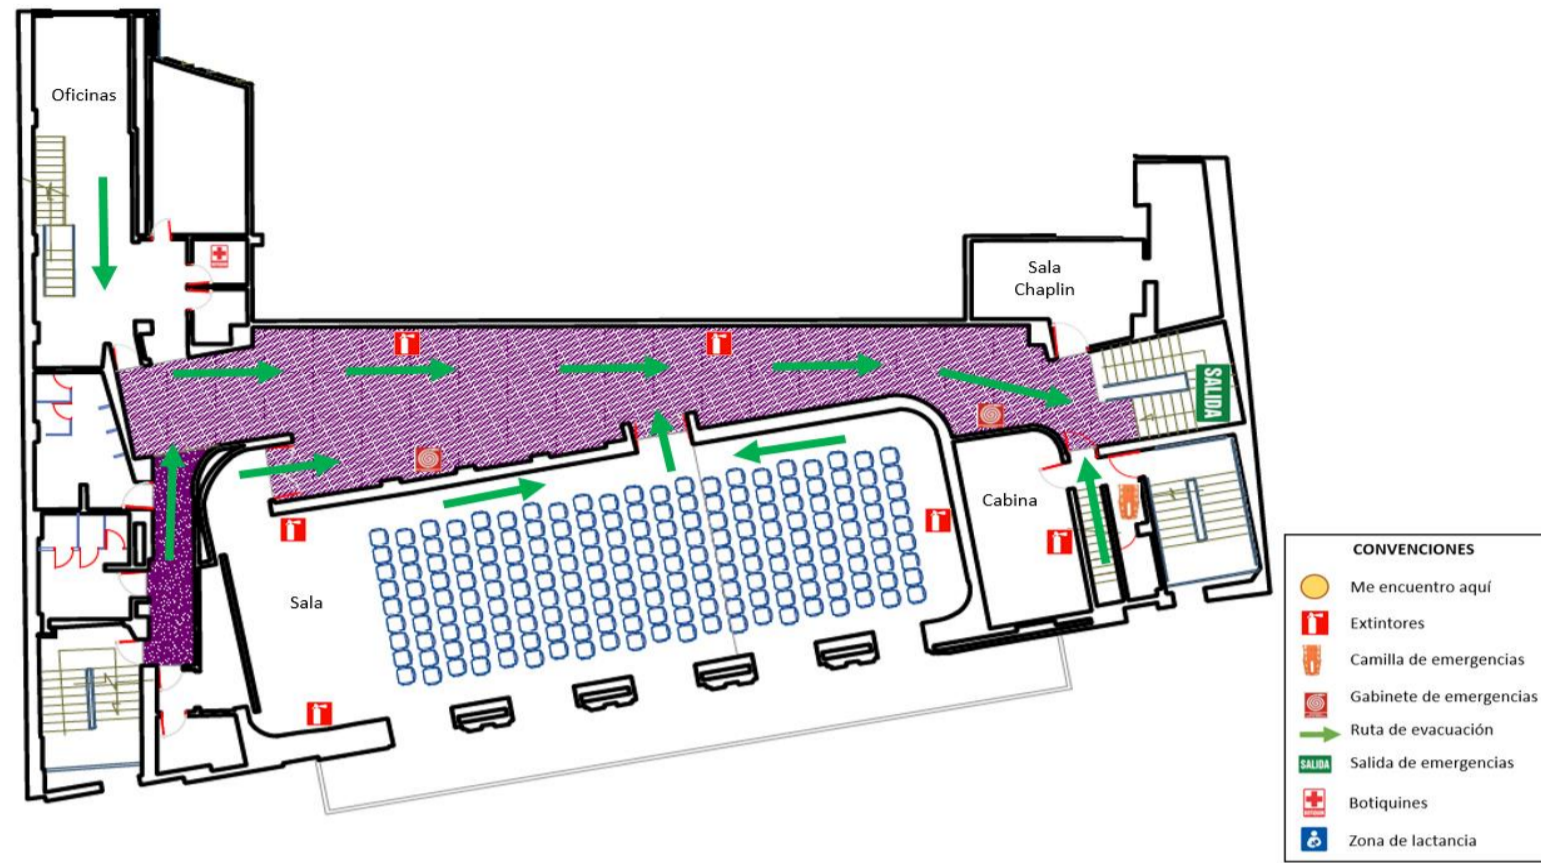 Oficinas
Sala
Chaplin
SALIDA
Cabina
Sala
CONVENCIONES
Me encuentro aquí
Extintores
Camilla de emergencias
Gabinete de emergencias
Ruta de evacuación
SALIDA
Salida de emergencias
Botiquines
Zona de lactancia